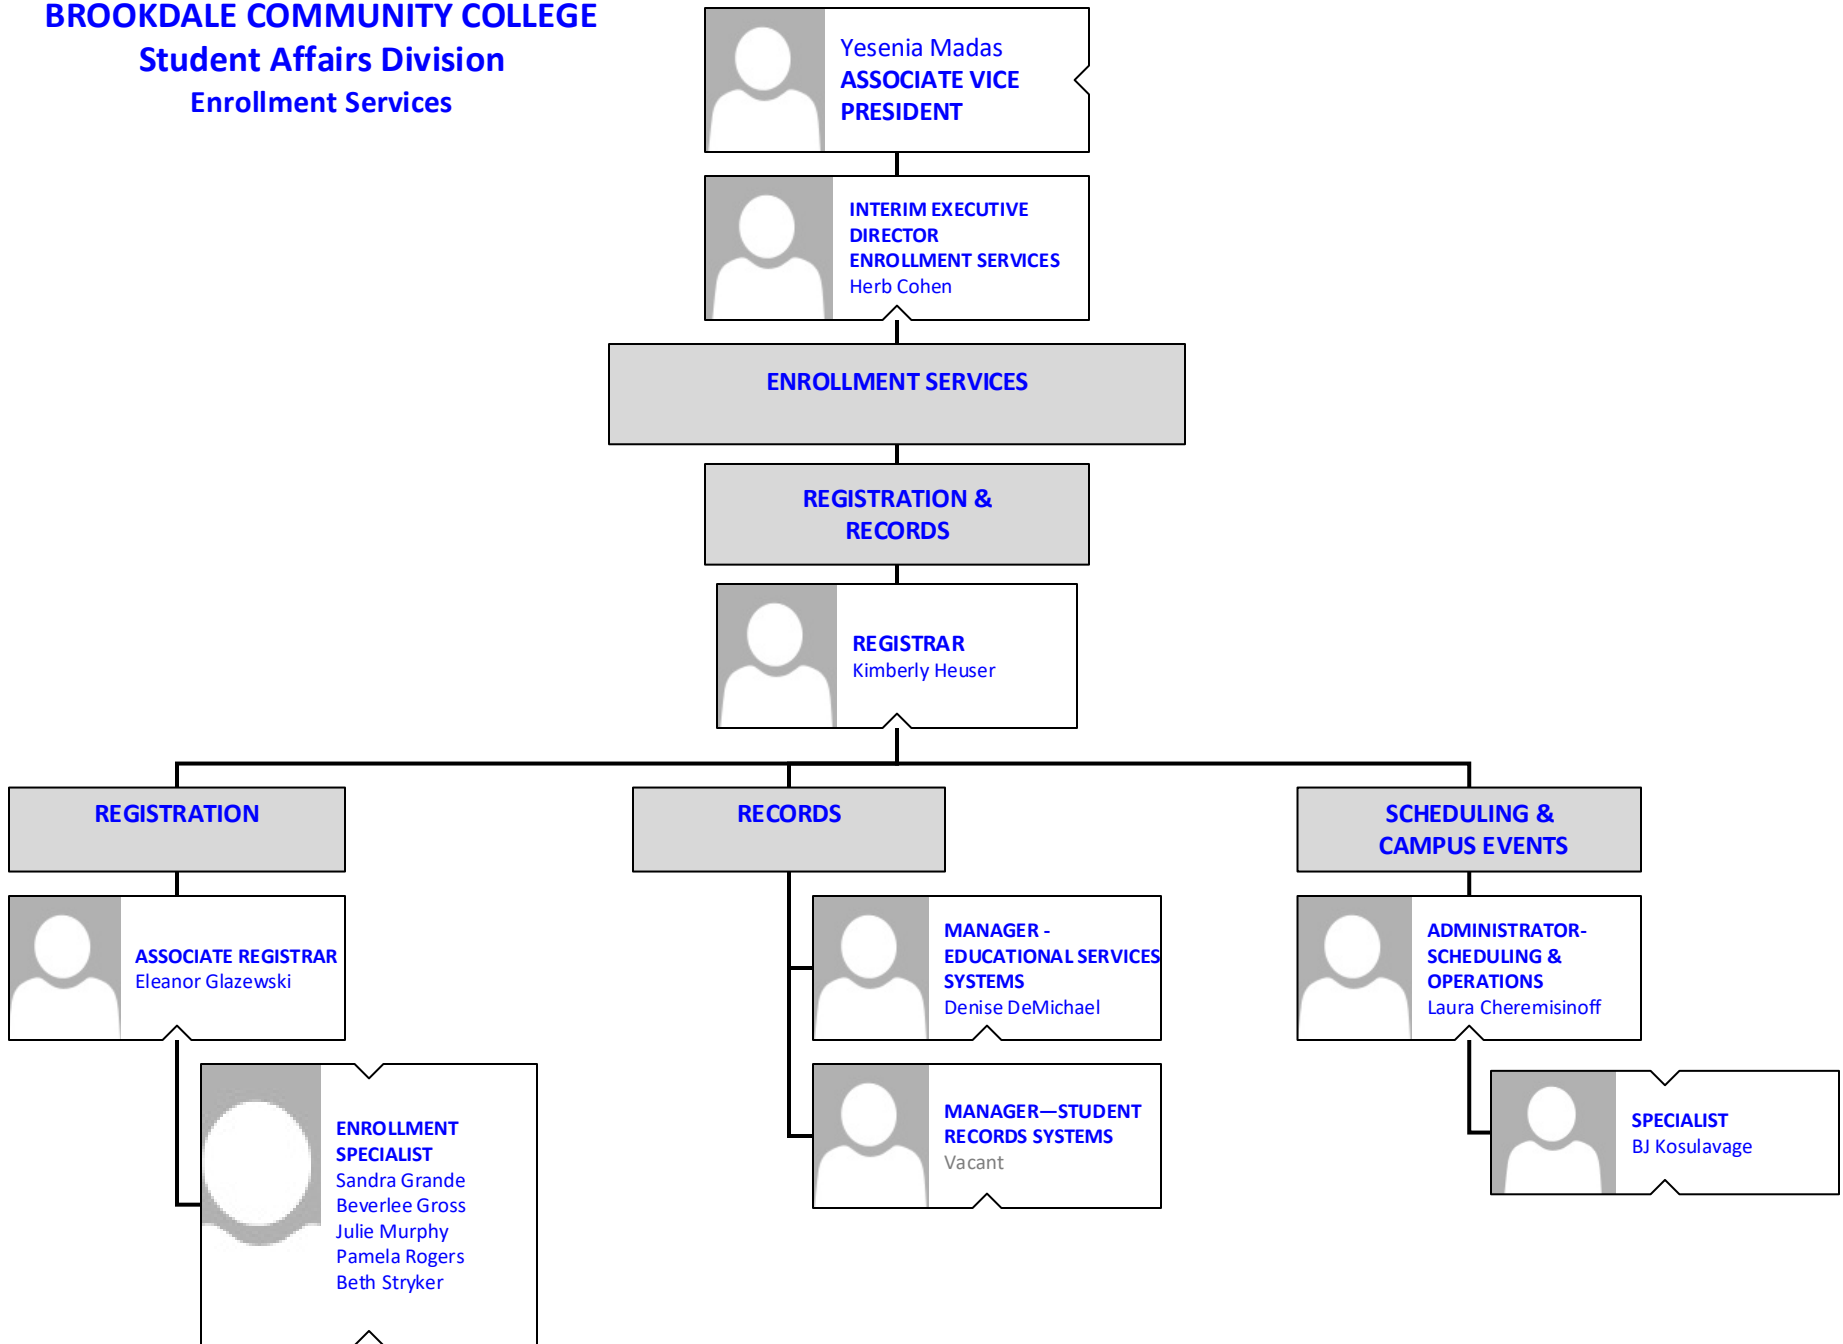 BROOKDALE COMMUNITY COLLEGE
Student Affairs Division
Enrollment Services
Yesenia Madas
ASSOCIATE VICE
PRESIDENT
INTERIM EXECUTIVE
DIRECTOR
ENROLLMENT SERVICES
Herb Cohen
ENROLLMENT SERVICES
REGISTRATION &
RECORDS
REGISTRAR
Kimberly Heuser
REGISTRATION
ASSOCIATE REGISTRAR
Eleanor Glazewski
ENROLLMENT
SPECIALIST
Sandra Grande
Beverlee Gross
Julie Murphy
Pamela Rogers
Beth Stryker
RECORDS
MANAGER -
EDUCATIONAL SERVICES
SYSTEMS
Denise DeMichael
MANAGER—STUDENT
RECORDS SYSTEMS
Vacant
SCHEDULING &
CAMPUS EVENTS
ADMINISTRATOR-
SCHEDULING &
OPERATIONS
Laura Cheremisinoff
SPECIALIST
BJ Kosulavage